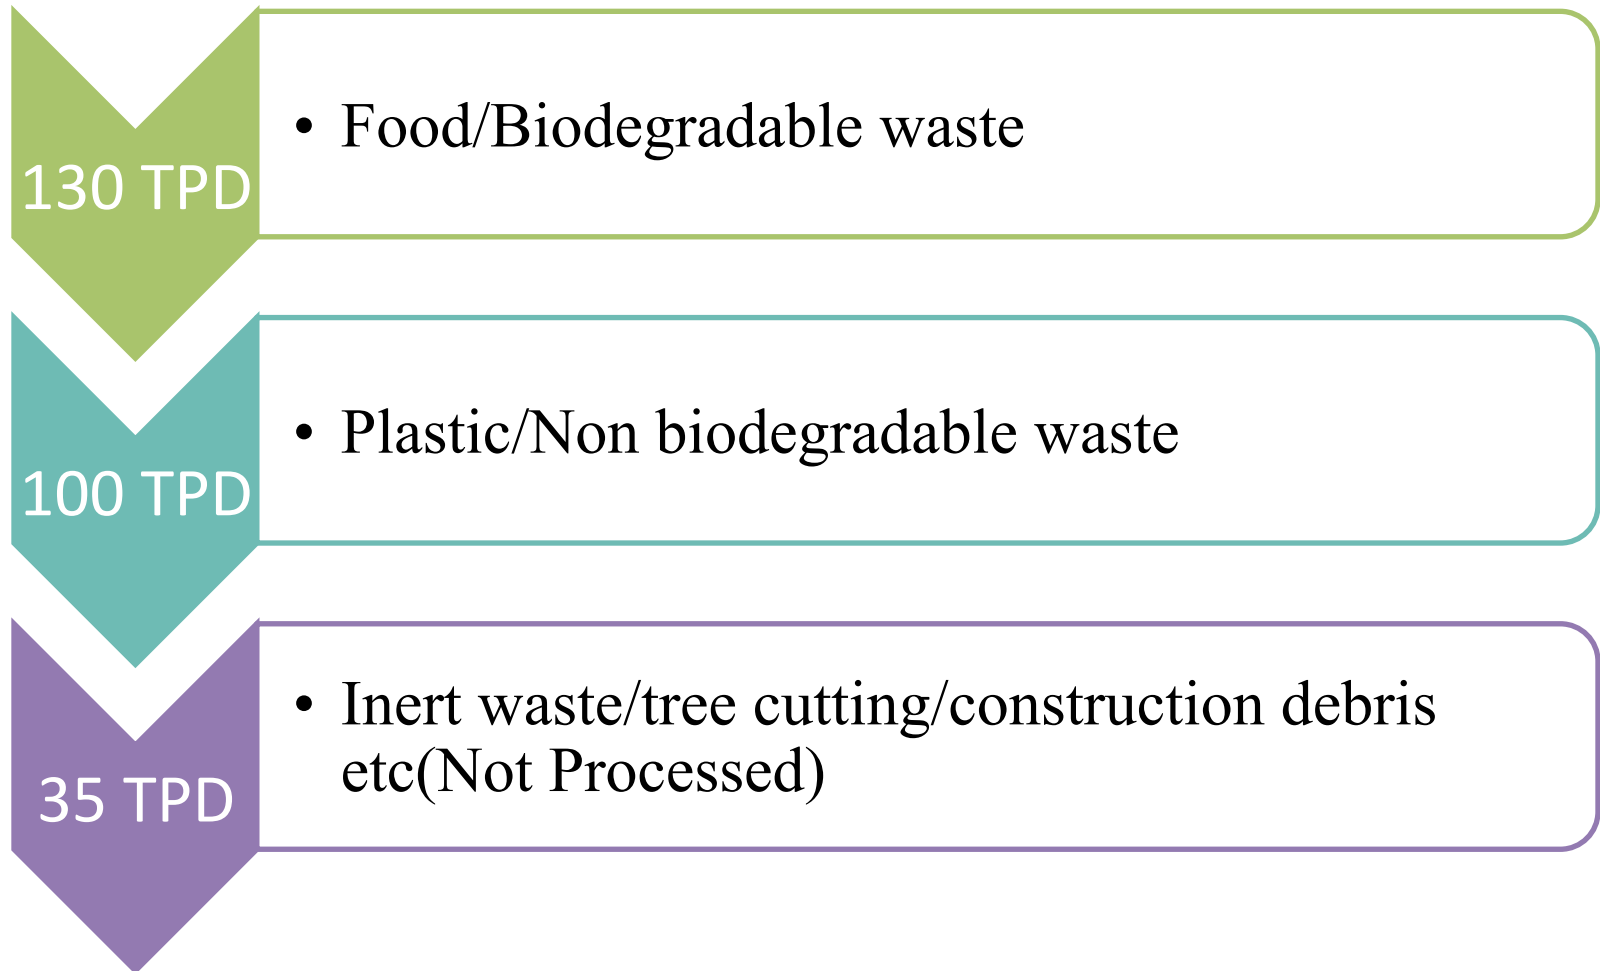 130 TPD
• Food/Biodegradable waste
100 TPD
• Plastic/Non biodegradable waste
35 TPD
• Inert waste/tree cutting/construction debris
etc(Not Processed)